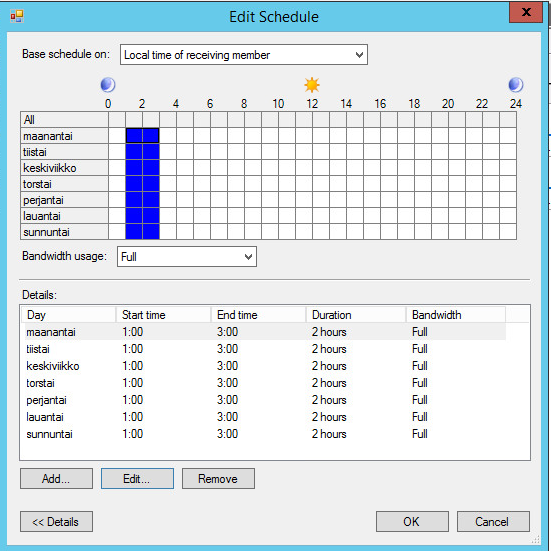 Edit Schedule
x
Base schedule on: Local time of receiving member
0 2 4 6 8 10 12 14 16 18 20 22 24
All
maanantai
tiistai
keskiviikko
torstai
perjantai
lauantai
sunnuntai
Bandwidth usage: Full
Details:
Day Start time End time Duration Bandwidth
maanantai 1:00 3:00 2 hours Full
tiistai 1:00 3:00 2 hours Full
keskiviikko 1:00 3:00 2 hours Full
torstai 1:00 3:00 2 hours Full
perjantai 1:00 3:00 2 hours Full
lauantai 1:00 3:00 2 hours Full
sunnuntai 1:00 3:00 2 hours Full
Add... Edit... Remove
<< Details OK Cancel